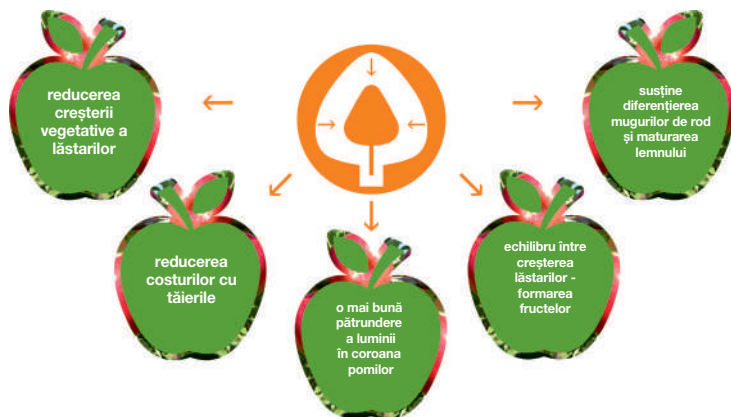 reducerea
creșterii
vegetative a
lăstarilor
reducerea
costurilor cu
tăierile
o mai bună
pătrundere
a luminii
în coroana
pomilor
echilibru între
creșterea
lăstarilor -
formarea
fructelor
susține
diferențierea
mugurilor de rod
și maturarea
lemnului